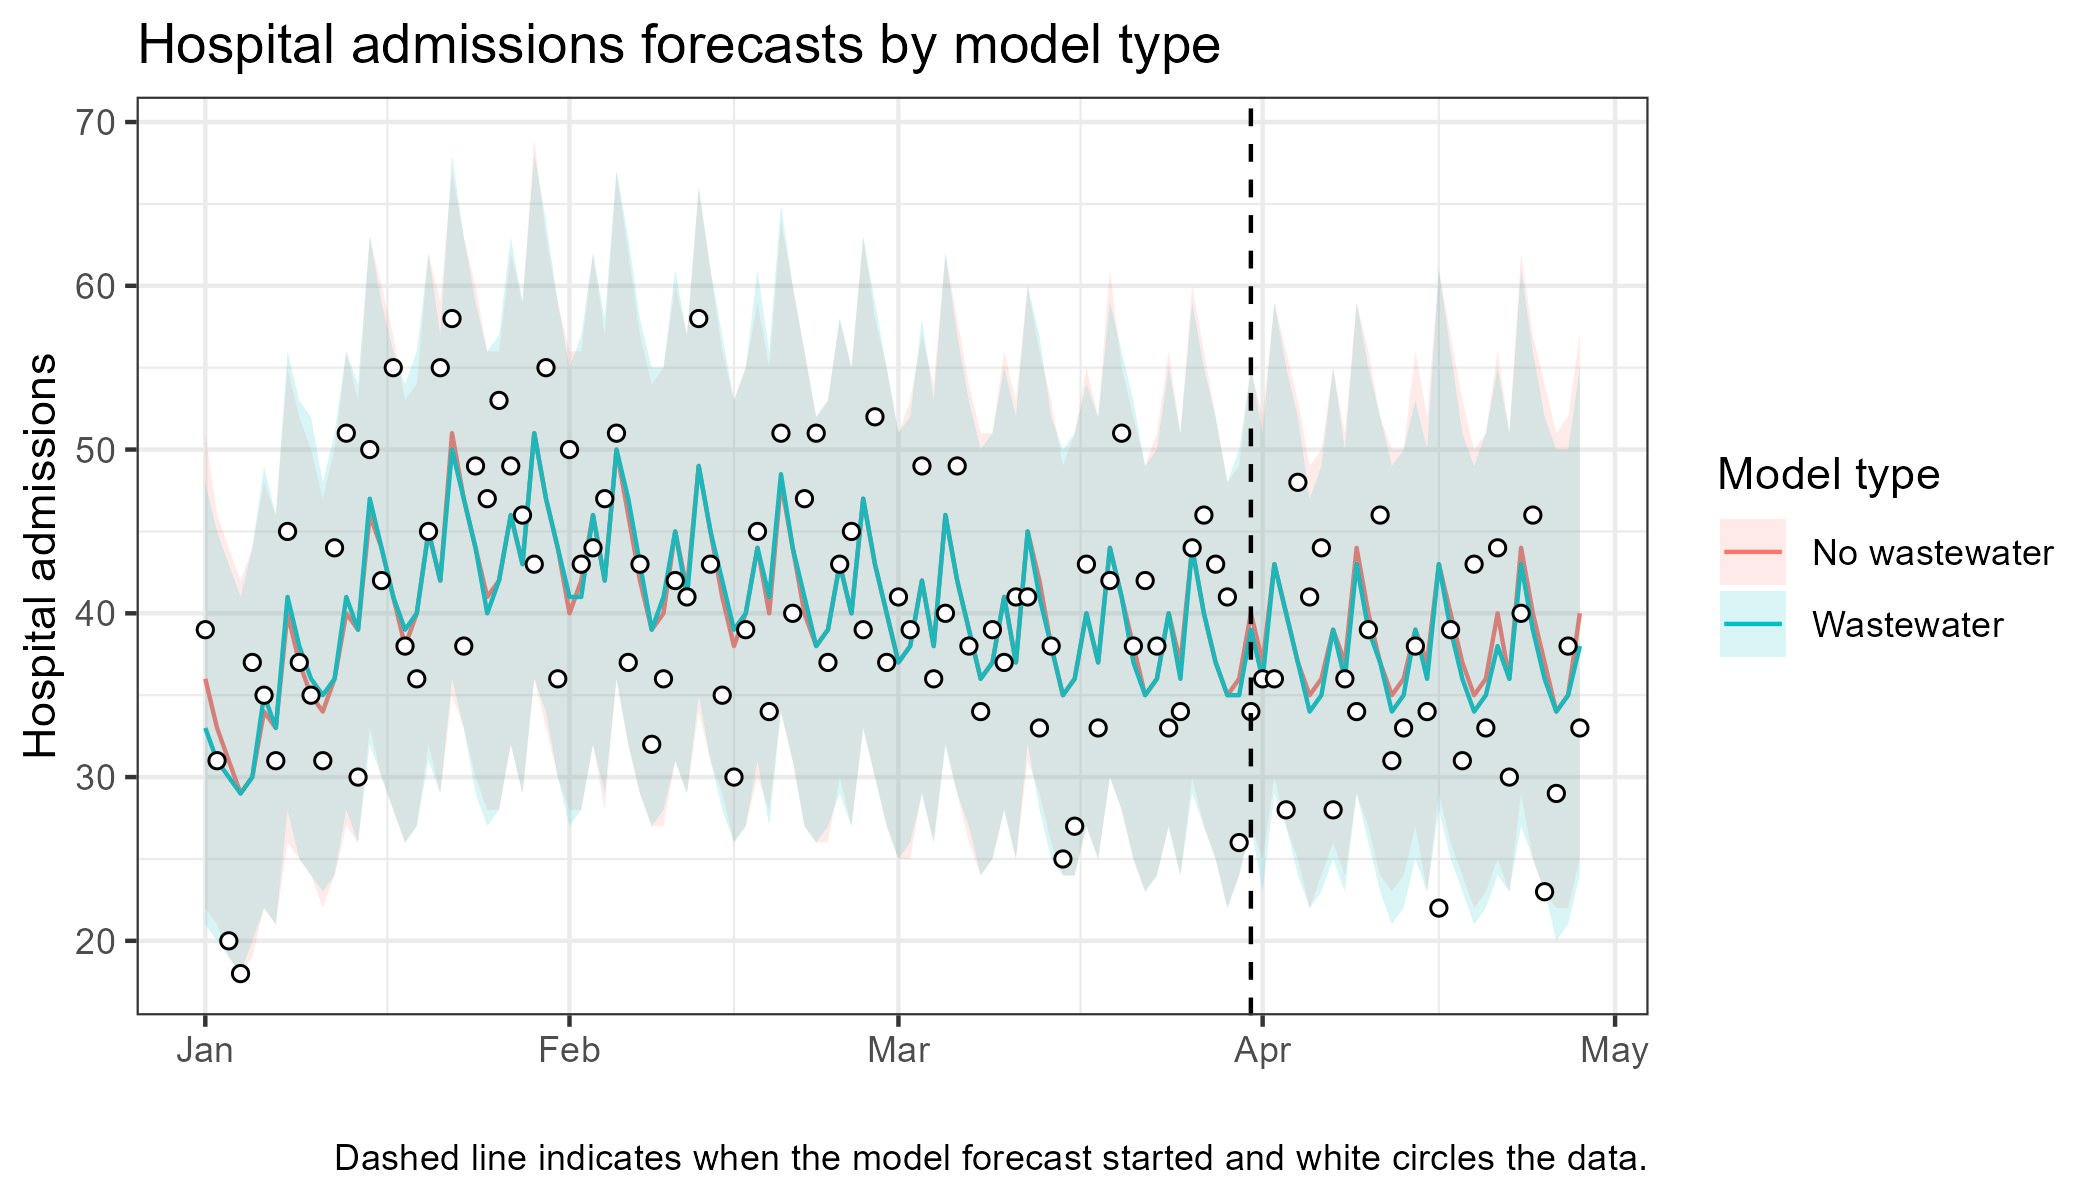 Hospital admissions forecasts by model type
Hospital admissions
70
60
50
40
30
20
Jan
Feb
Mar
Apr
May
Model type
No wastewater
Wastewater
Dashed line indicates when the model forecast started and white circles the data.